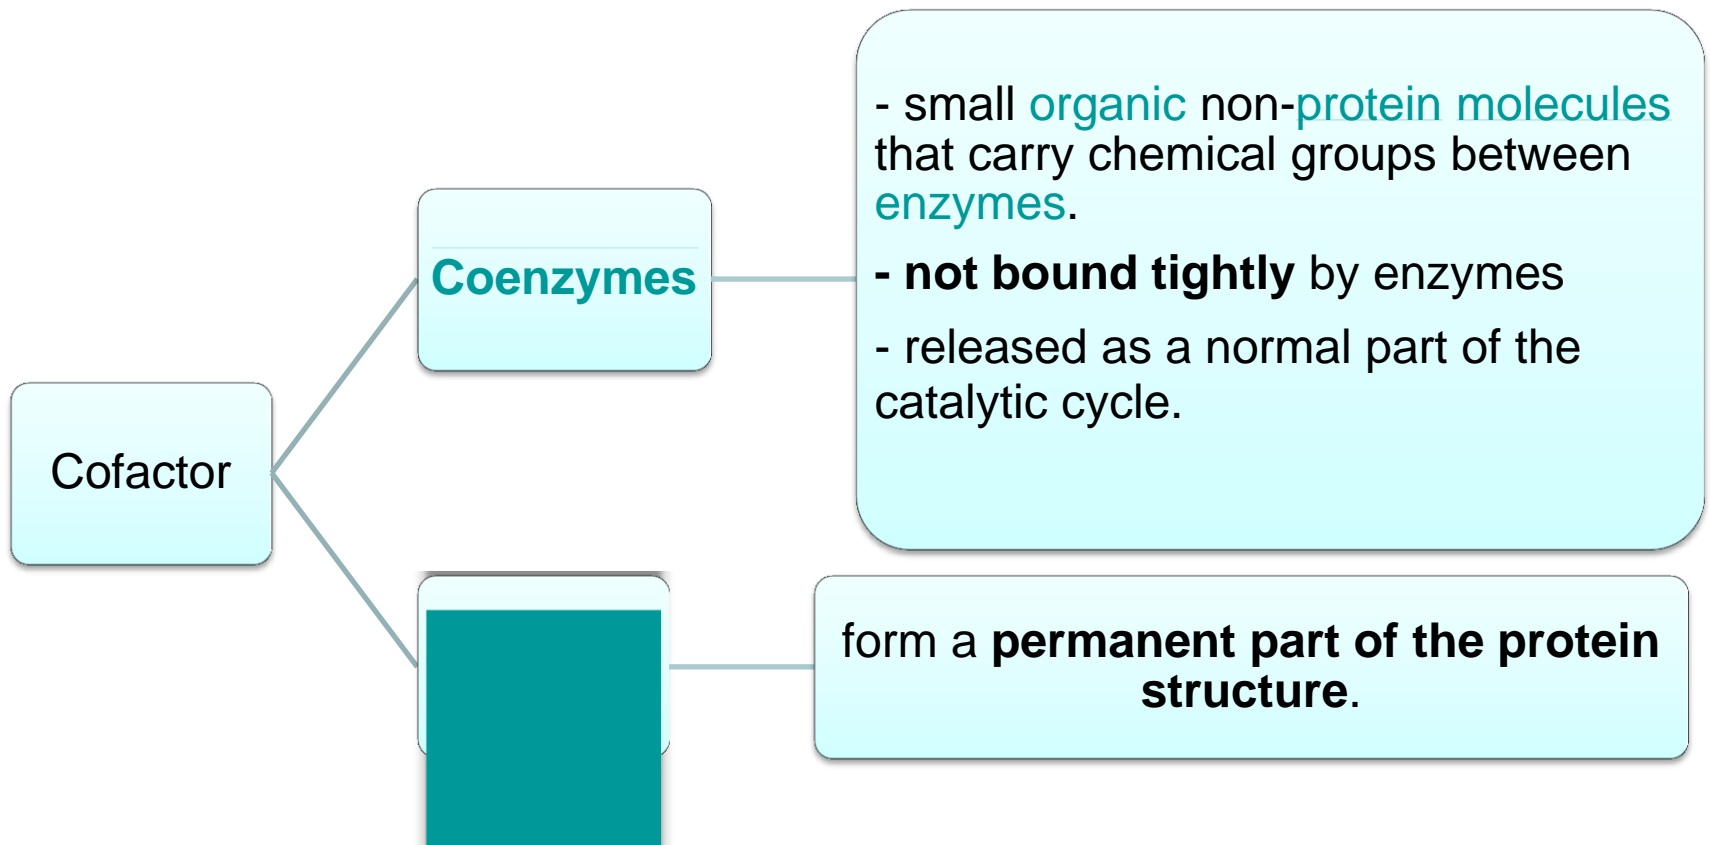 Cofactor
Coenzymes
- small organic non-protein molecules
that carry chemical groups between
enzymes.
- not bound tightly by enzymes
- released as a normal part of the
catalytic cycle.
form a permanent part of the protein
structure.